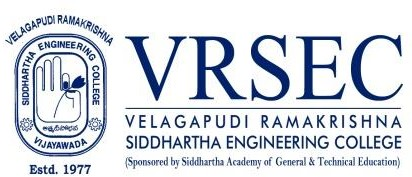 VELAGAPUDI RAMAKRISHNA
SIDDHARTHA ENGINEERING COLLEGE
VIJAYAWADA
Estd. 1977
VRSEC
VELAGAPUDI RAMAKRISHNA
SIDDHARTHA ENGINEERING COLLEGE
(Sponsored by Siddhartha Academy of General & Technical Education)